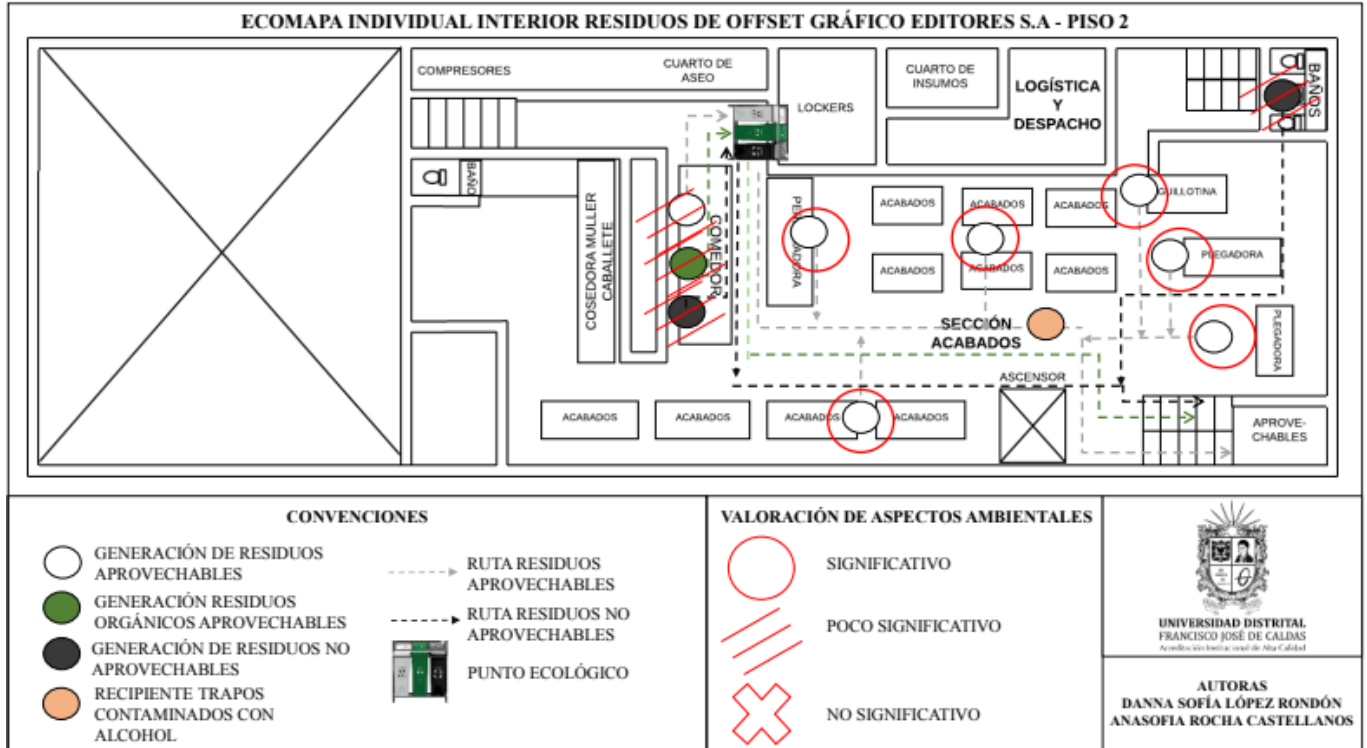 ECOMAPA INDIVIDUAL INTERIOR RESIDUOS DE OFFSET GRÁFICO EDITORES S.A - PISO 2
COMPRESORES
CUARTO DE
ASEO
LOCKERS
CUARTO DE
INSUMOS
LOGÍSTICA
Y
DESPACHO
BAÑOS
BAÑO
COSEDORA MULLER
CABALLETE
COMEDOR
ACABADOS
ACABADOS
ACABADOS
GUILLOTINA
ACABADOS
ACABADOS
ACABADOS
PLEGADORA
SECCIÓN
ACABADOS
PLEGADORA
ASCENSOR
ACABADOS
ACABADOS
ACABADOS
ACABADOS
APROVE-
CHABLES
CONVENCIONES
GENERACIÓN DE RESIDUOS
APROVECHABLES
GENERACIÓN RESIDUOS
ORGÁNICOS APROVECHABLES
GENERACIÓN DE RESIDUOS NO
APROVECHABLES
RECIPIENTE TRAPOS
CONTAMINADOS CON
ALCOHOL
RUTA RESIDUOS
APROVECHABLES
RUTA RESIDUOS NO
APROVECHABLES
PUNTO ECOLÓGICO
VALORACIÓN DE ASPECTOS AMBIENTALES
SIGNIFICATIVO
POCO SIGNIFICATIVO
NO SIGNIFICATIVO
UNIVERSIDAD DISTRITAL
FRANCISCO JOSÉ DE CALDAS
Acreditación Institucional de Alta Calidad
AUTORAS
DANNA SOFÍA LÓPEZ RONDÓN
ANASOFIA ROCHA CASTELLANOS